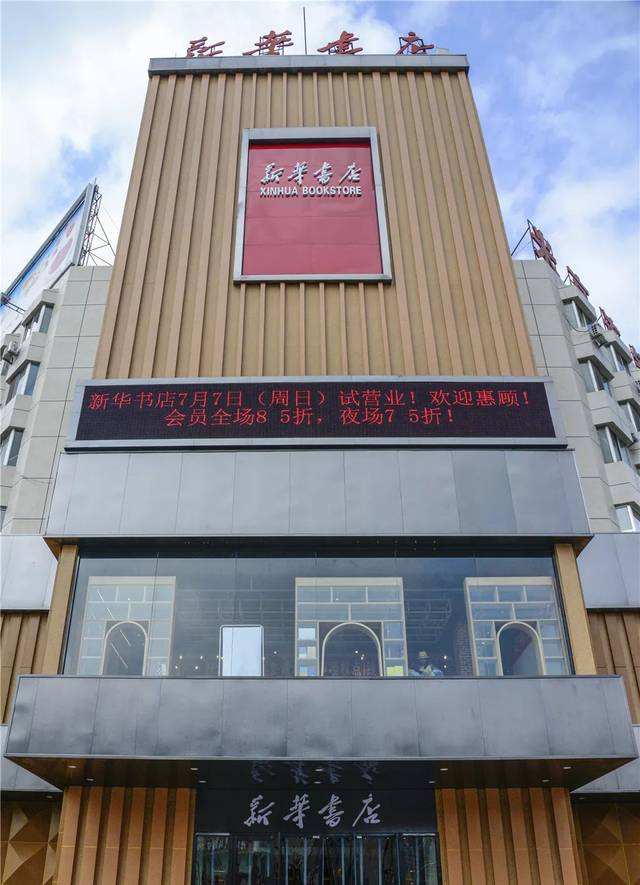 新华书店
新华书店
XINHUA BOOKSTORE
新华书店7月7日（周日）试营业！欢迎惠顾！
会员全场8 5折，夜场7 5折！
新华书店